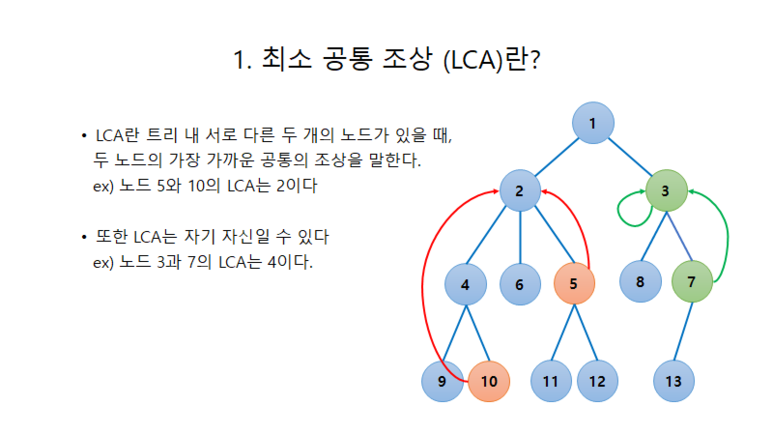 1. 최소 공통 조상 (LCA)란?
• LCA란 트리 내 서로 다른 두 개의 노드가 있을 때,
두 노드의 가장 가까운 공통의 조상을 말한다.
ex) 노드 5와 10의 LCA는 2이다
• 또한 LCA는 자기 자신일 수 있다
ex) 노드 3과 7의 LCA는 4이다.
1
2
3
4
6
5
8
7
9
10
11
12
13